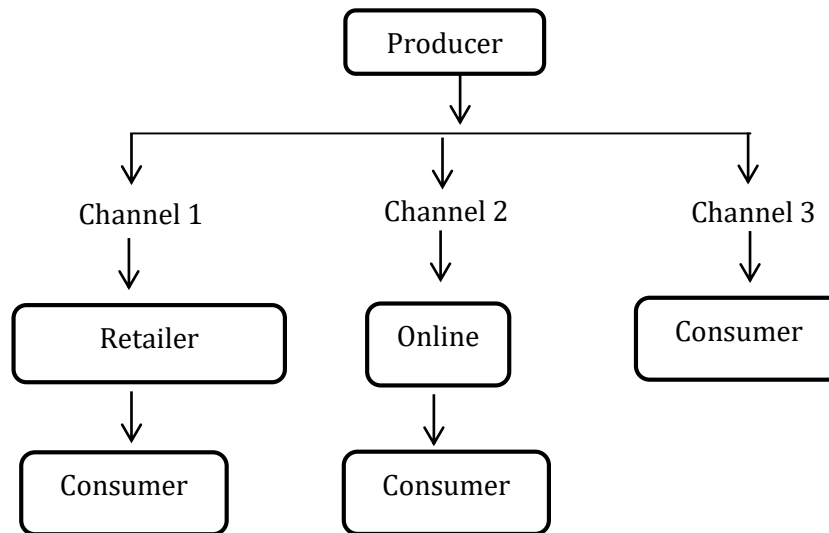 Producer
Channel 1
Channel 2
Channel 3
Retailer
Online
Consumer
Consumer
Consumer